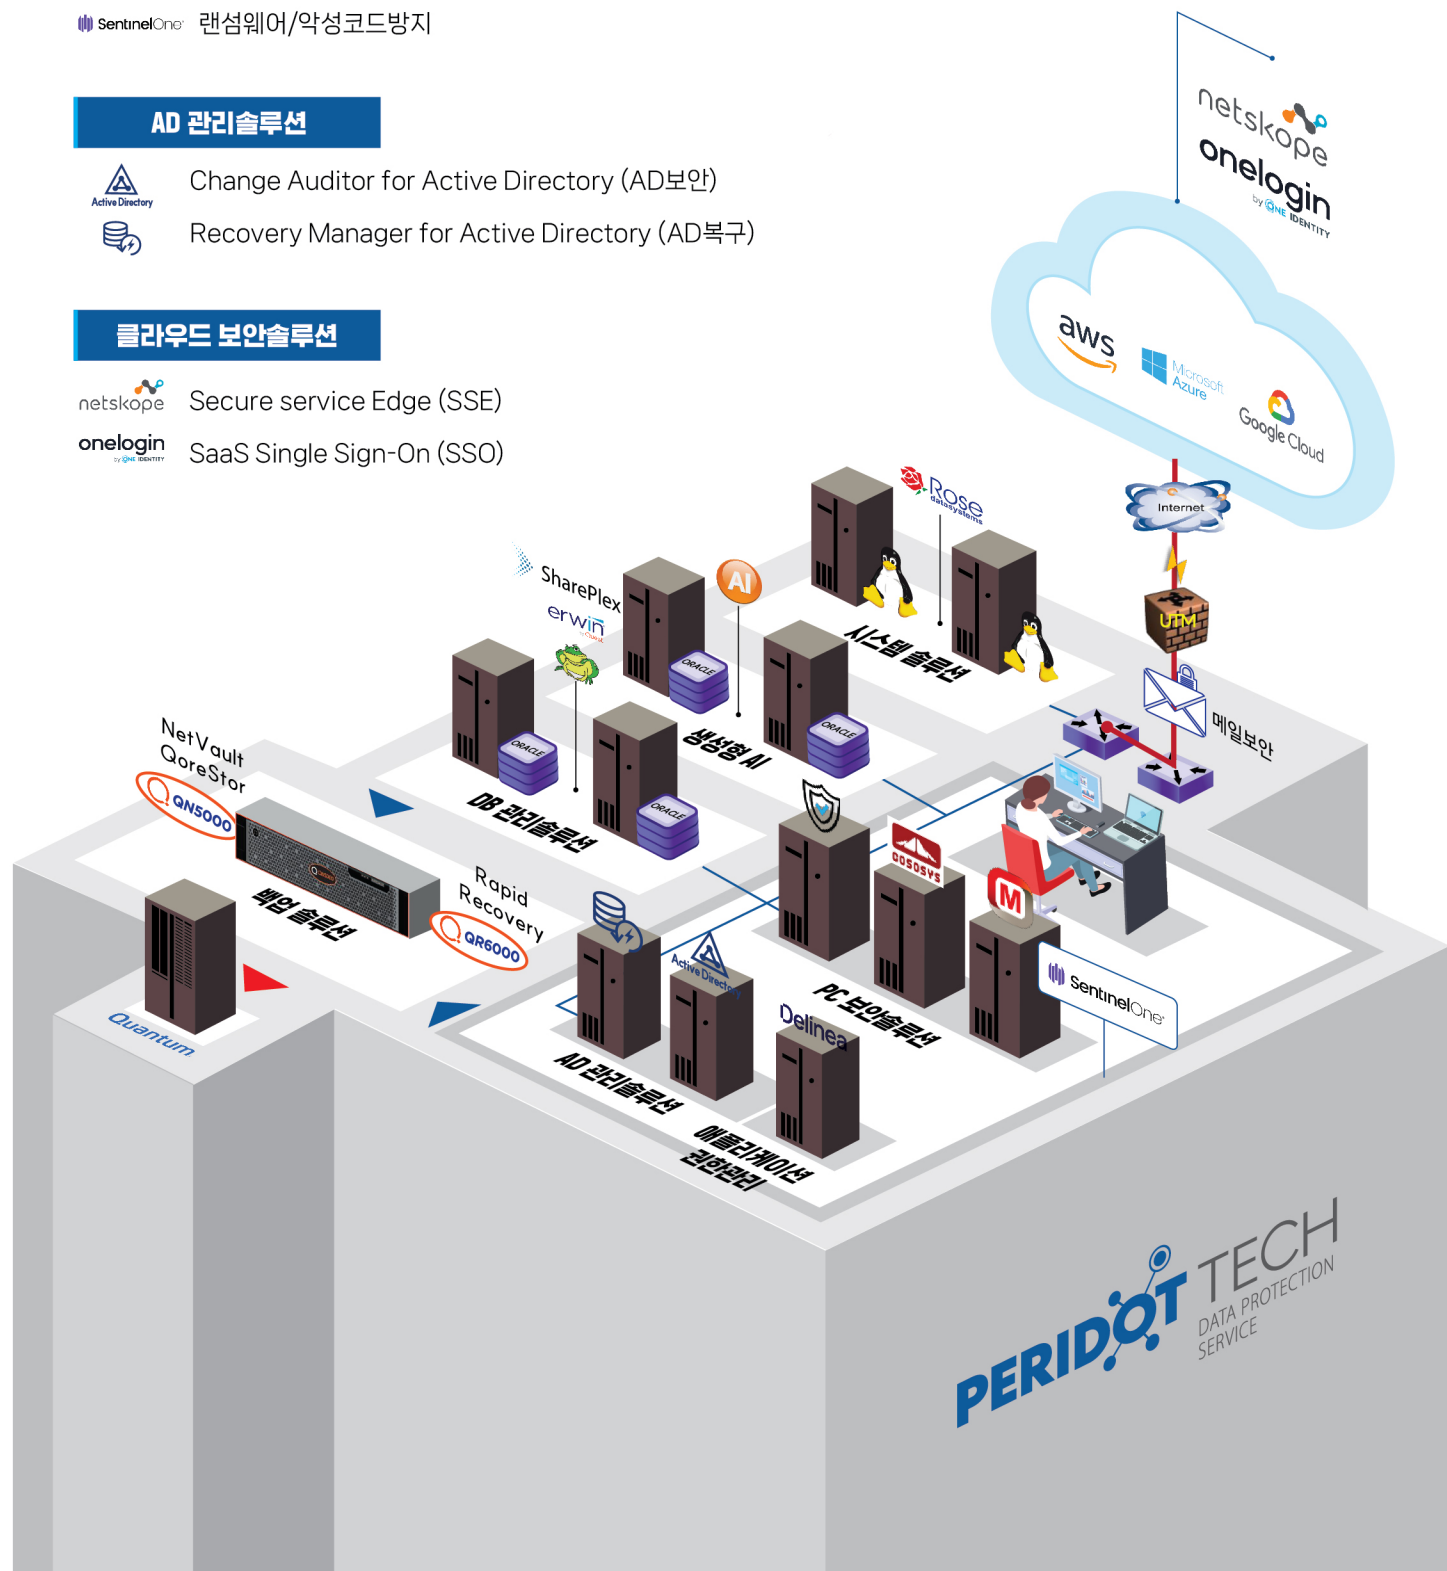 SentinelOne 랜섬웨어/악성코드방지
AD 관리솔루션
Active Directory
Change Auditor for Active Directory (AD보안)
Recovery Manager for Active Directory (AD복구)
클라우드 보안솔루션
netskope
Secure service Edge (SSE)
onelogin
by ONE IDENTITY
SaaS Single Sign-On (SSO)
netskope
onelogin
by ONE IDENTITY
aws
Microsoft
Azure
Google Cloud
Internet
UTM
메일보안
Rose
datasystems
시스템 솔루션
SharePlex
erwin
by Quest
AI
ORACLE
ORACLE
생성형 AI
ORACLE
ORACLE
DB 관리솔루션
NetVault
QoreStor
QN5000
백업 솔루션
Rapid
Recovery
QR6000
Quantum
COSOSYS
M
SentinelOne
PC 보안솔루션
Active Directory
AD 관리솔루션
Delinea
애플리케이션
권한관리
PERIDOT TECH
DATA PROTECTION
SERVICE